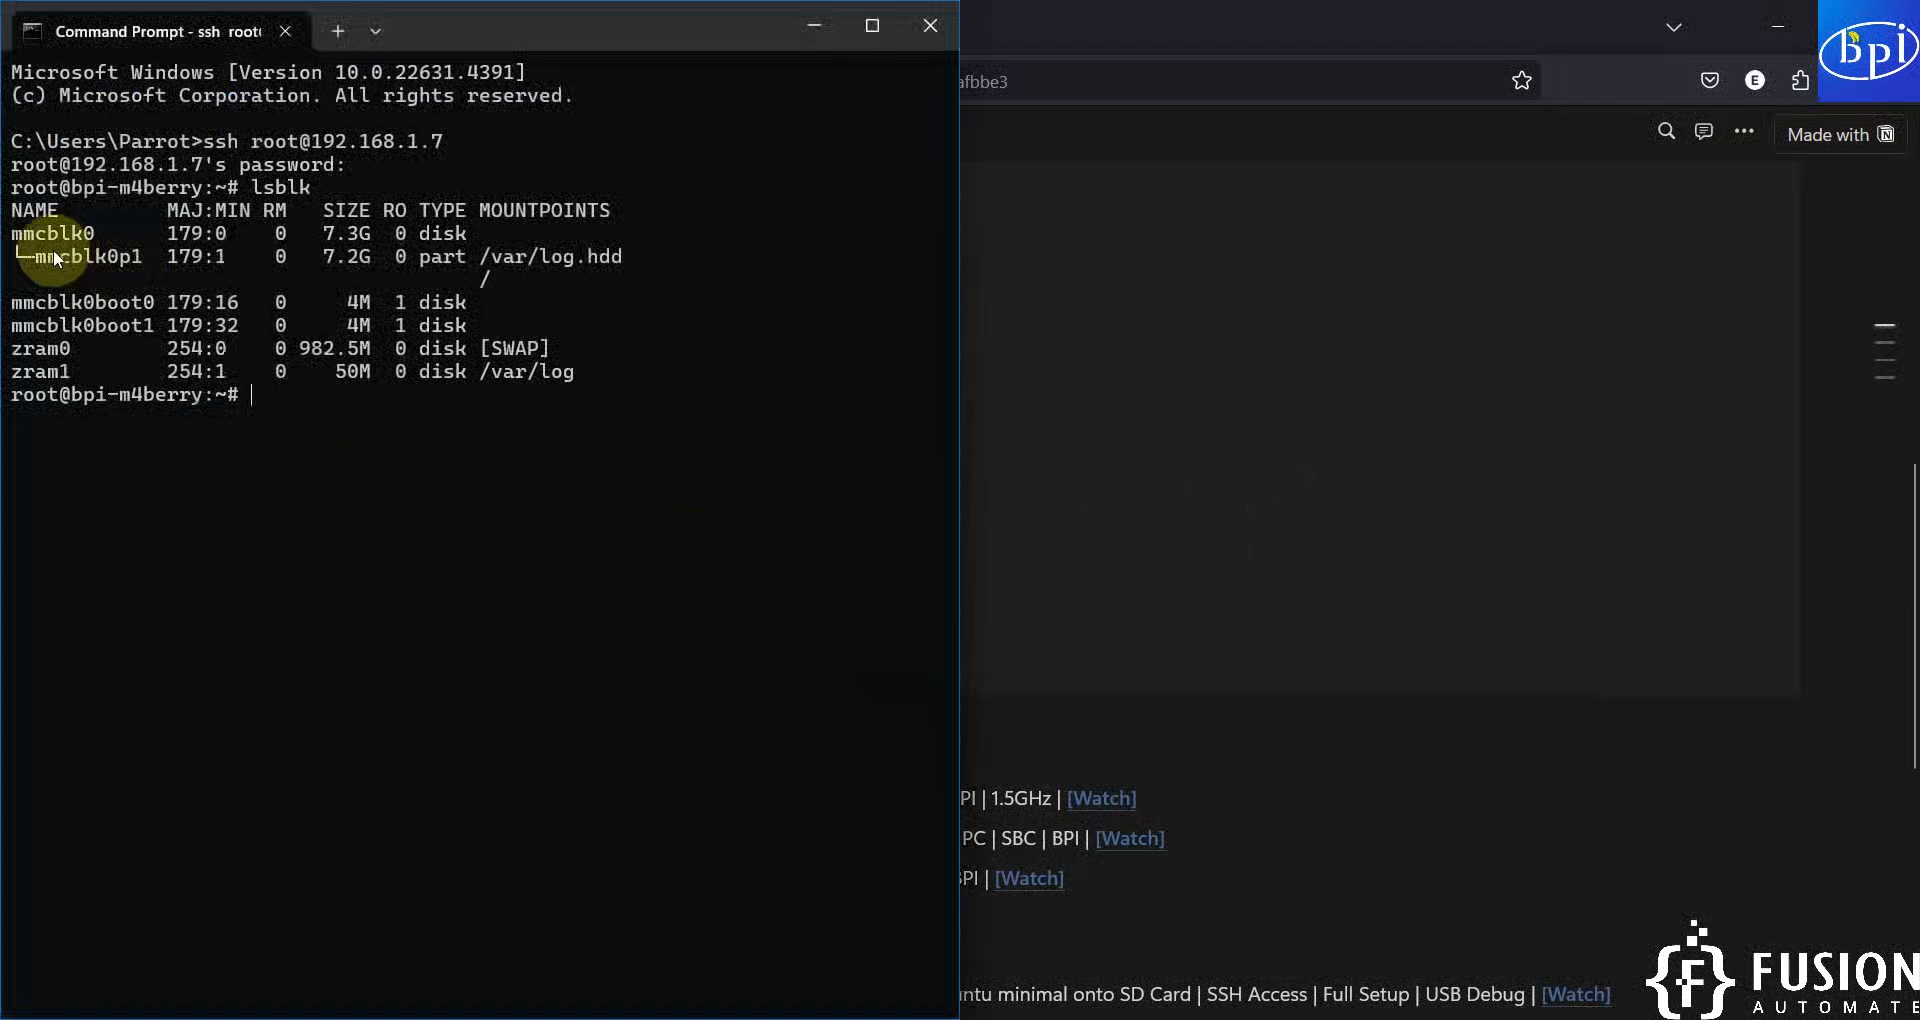 Command Prompt - ssh root
bpi
Microsoft Windows [Version 10.0.22631.4391]
(c) Microsoft Corporation. All rights reserved.
afbbe3
E
Made with
C:\Users\Parrot>ssh root@192.168.1.7
root@192.168.1.7's password:
root@bpi-m4berry:~# lsblk
NAME MAJ:MIN RM SIZE RO TYPE MOUNTPOINTS
mmcblk0 179:0 0 7.3G 0 disk
└─mmcblk0p1 179:1 0 7.2G 0 part /var/log.hdd
/
mmcblk0boot0 179:16 0 4M 1 disk
mmcblk0boot1 179:32 0 4M 1 disk
zram0 254:0 0 982.5M 0 disk [SWAP]
zram1 254:1 0 50M 0 disk /var/log
root@bpi-m4berry:~#
PI | 1.5GHz | [Watch]
PC | SBC | BPI | [Watch]
PI | [Watch]
ntu minimal onto SD Card | SSH Access | Full Setup | USB Debug | [Watch]
{F} FUSION
AUTOMATE